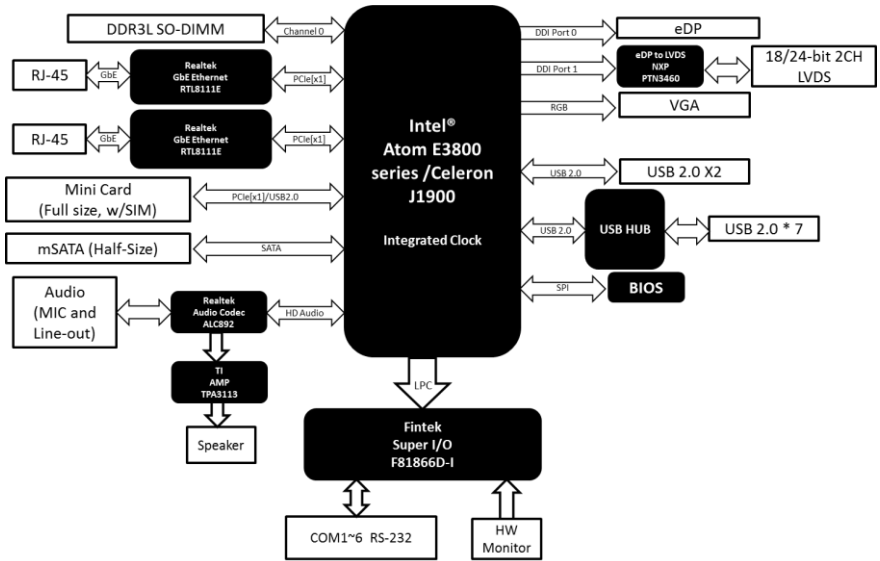 DDR3L SO-DIMM
Channel 0
RJ-45
GbE
Realtek
GbE Ethernet
RTL8111E
PCIe[x1]
RJ-45
GbE
Realtek
GbE Ethernet
RTL8111E
PCIe[x1]
Mini Card
(Full size, w/SIM)
PCIe[x1]/USB2.0
mSATA (Half-Size)
SATA
Audio
(MIC and
Line-out)
Realtek
Audio Codec
ALC892
HD Audio
TI
AMP
TPA3113
Speaker
Intel®
Atom E3800
series /Celeron
J1900
Integrated Clock
DDI Port 0
eDP
DDI Port 1
eDP to LVDS
NXP
PTN3460
18/24-bit 2CH
LVDS
RGB
VGA
USB 2.0
USB 2.0 X2
USB 2.0
USB HUB
USB 2.0 * 7
SPI
BIOS
LPC
Fintek
Super I/O
F81866D-I
COM1~6 RS-232
HW
Monitor